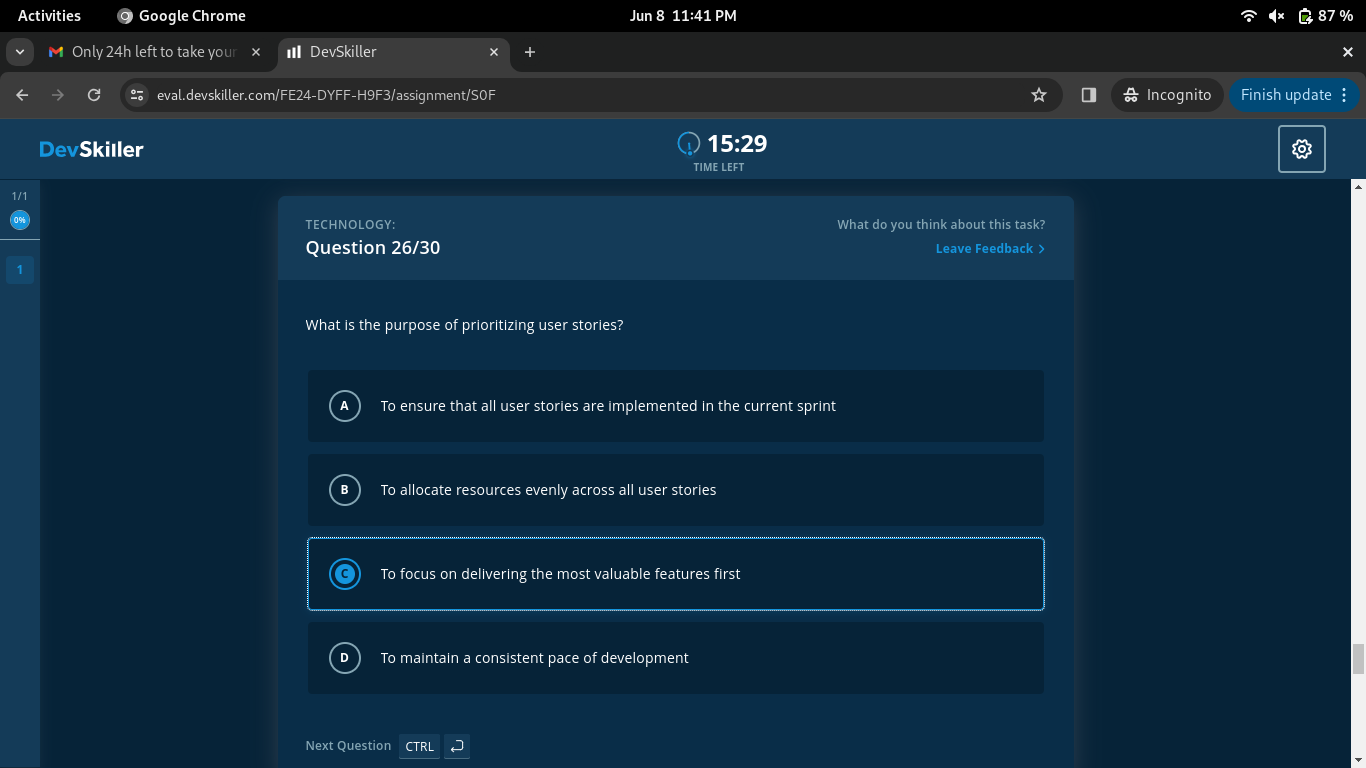 Activities
Google Chrome
Jun 8 11:41 PM
87 %
Only 24h left to take your
DevSkiller
eval.devskiller.com/FE24-DYFF-H9F3/assignment/S0F
Incognito
Finish update
DevSkiller
15:29
TIME LEFT
1/1
0%
1
TECHNOLOGY:
What do you think about this task?
Question 26/30
Leave Feedback
What is the purpose of prioritizing user stories?
A To ensure that all user stories are implemented in the current sprint
B To allocate resources evenly across all user stories
C To focus on delivering the most valuable features first
D To maintain a consistent pace of development
Next Question CTRL